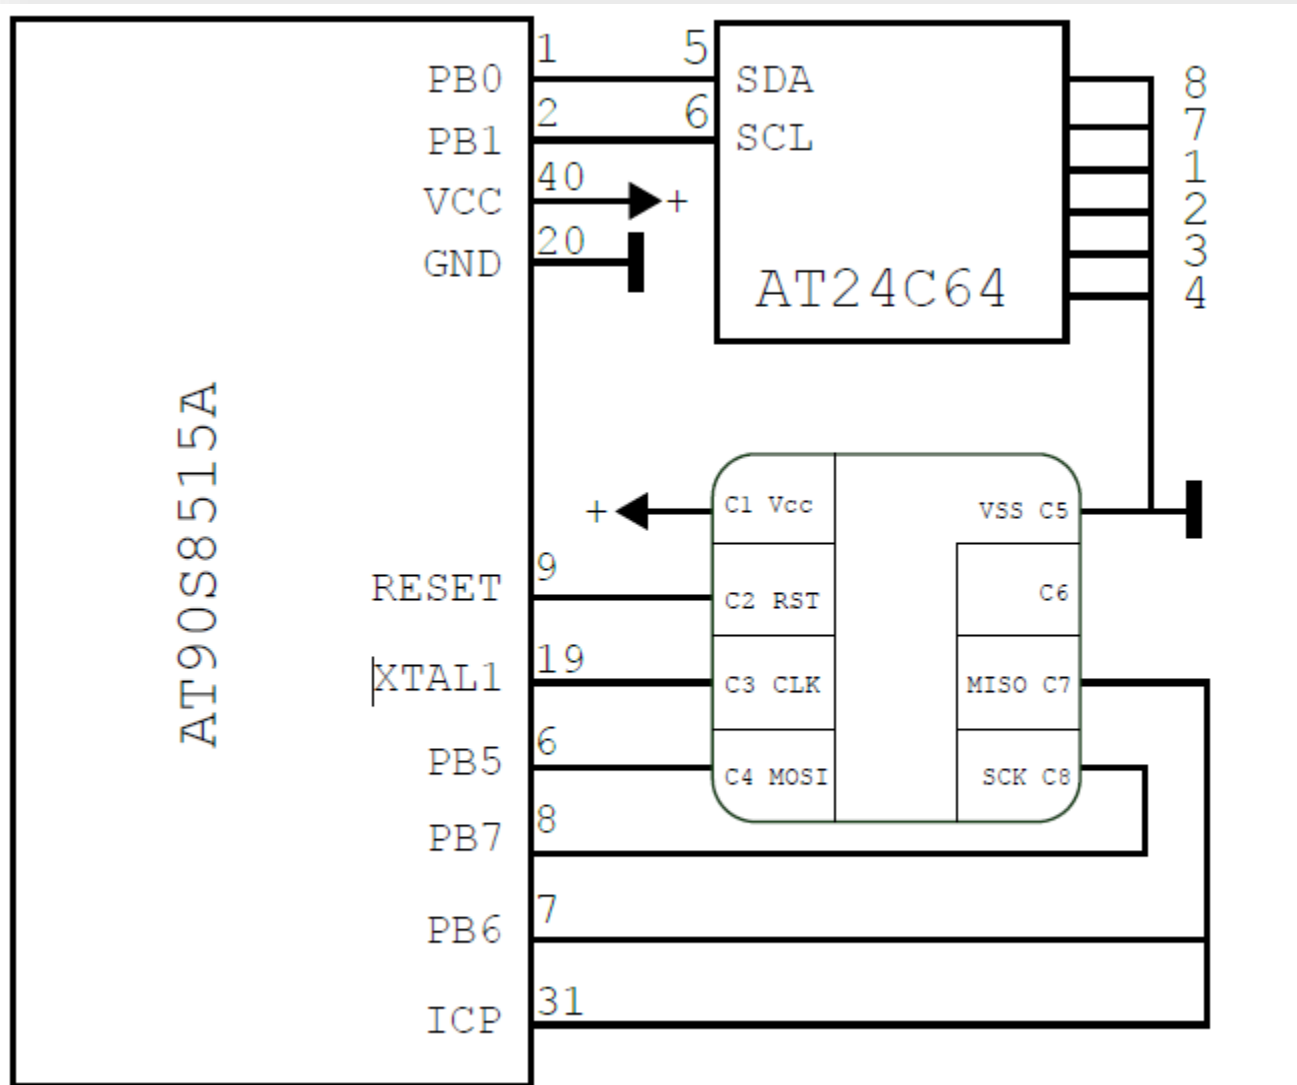 AT90S8515A
PB0
1
PB1
2
VCC
40
+
GND
20
RESET
9
XTAL1
19
PB5
6
PB7
8
PB6
7
ICP
31
5
SDA
6
SCL
AT24C64
8
7
1
2
3
4
+
C1 Vcc
C2 RST
C3 CLK
C4 MOSI
VSS C5
C6
MISO C7
SCK C8